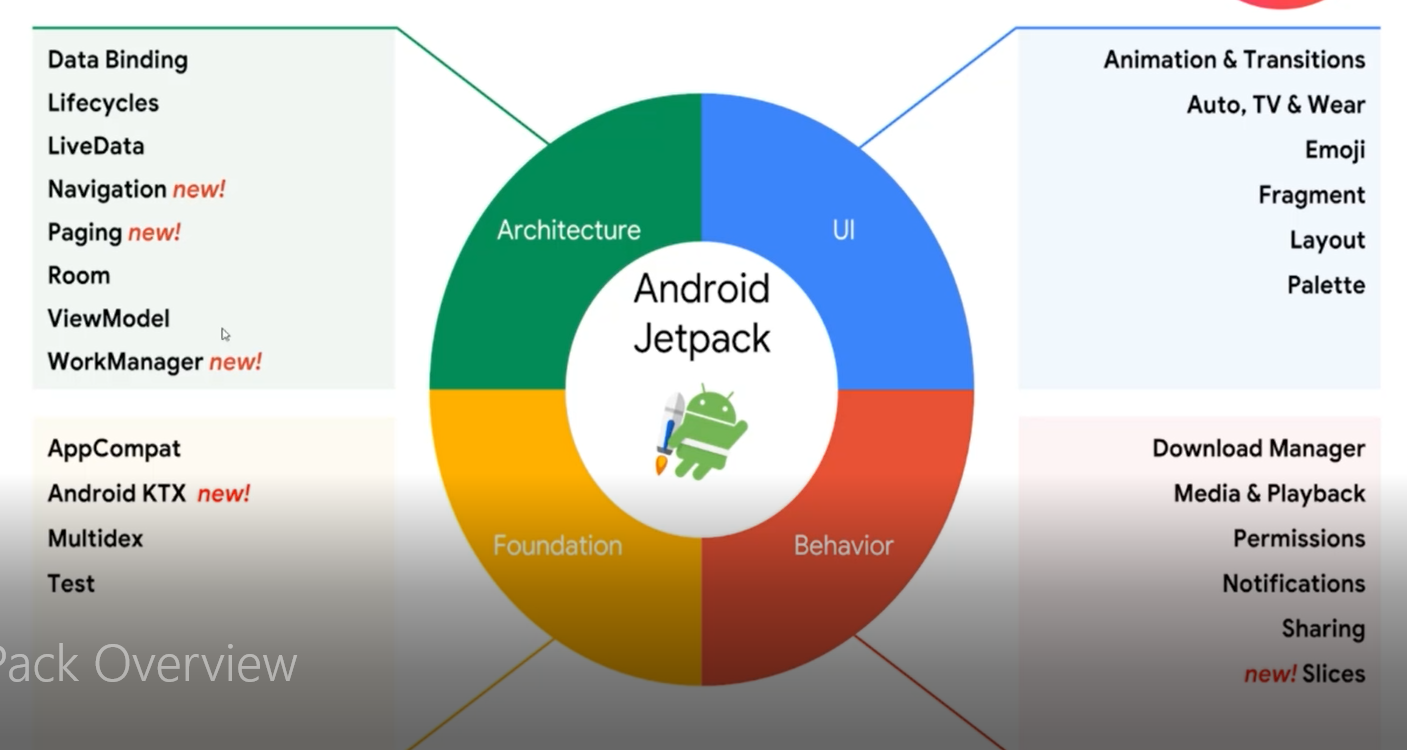 Data Binding
Lifecycles
LiveData
Navigation new!
Paging new!
Room
ViewModel
WorkManager new!
Animation & Transitions
Auto, TV & Wear
Emoji
Fragment
Layout
Palette
Architecture
UI
Android
Jetpack
Foundation
Behavior
AppCompat
Android KTX new!
Multidex
Test
Download Manager
Media & Playback
Permissions
Notifications
Sharing
new! Slices
Pack Overview